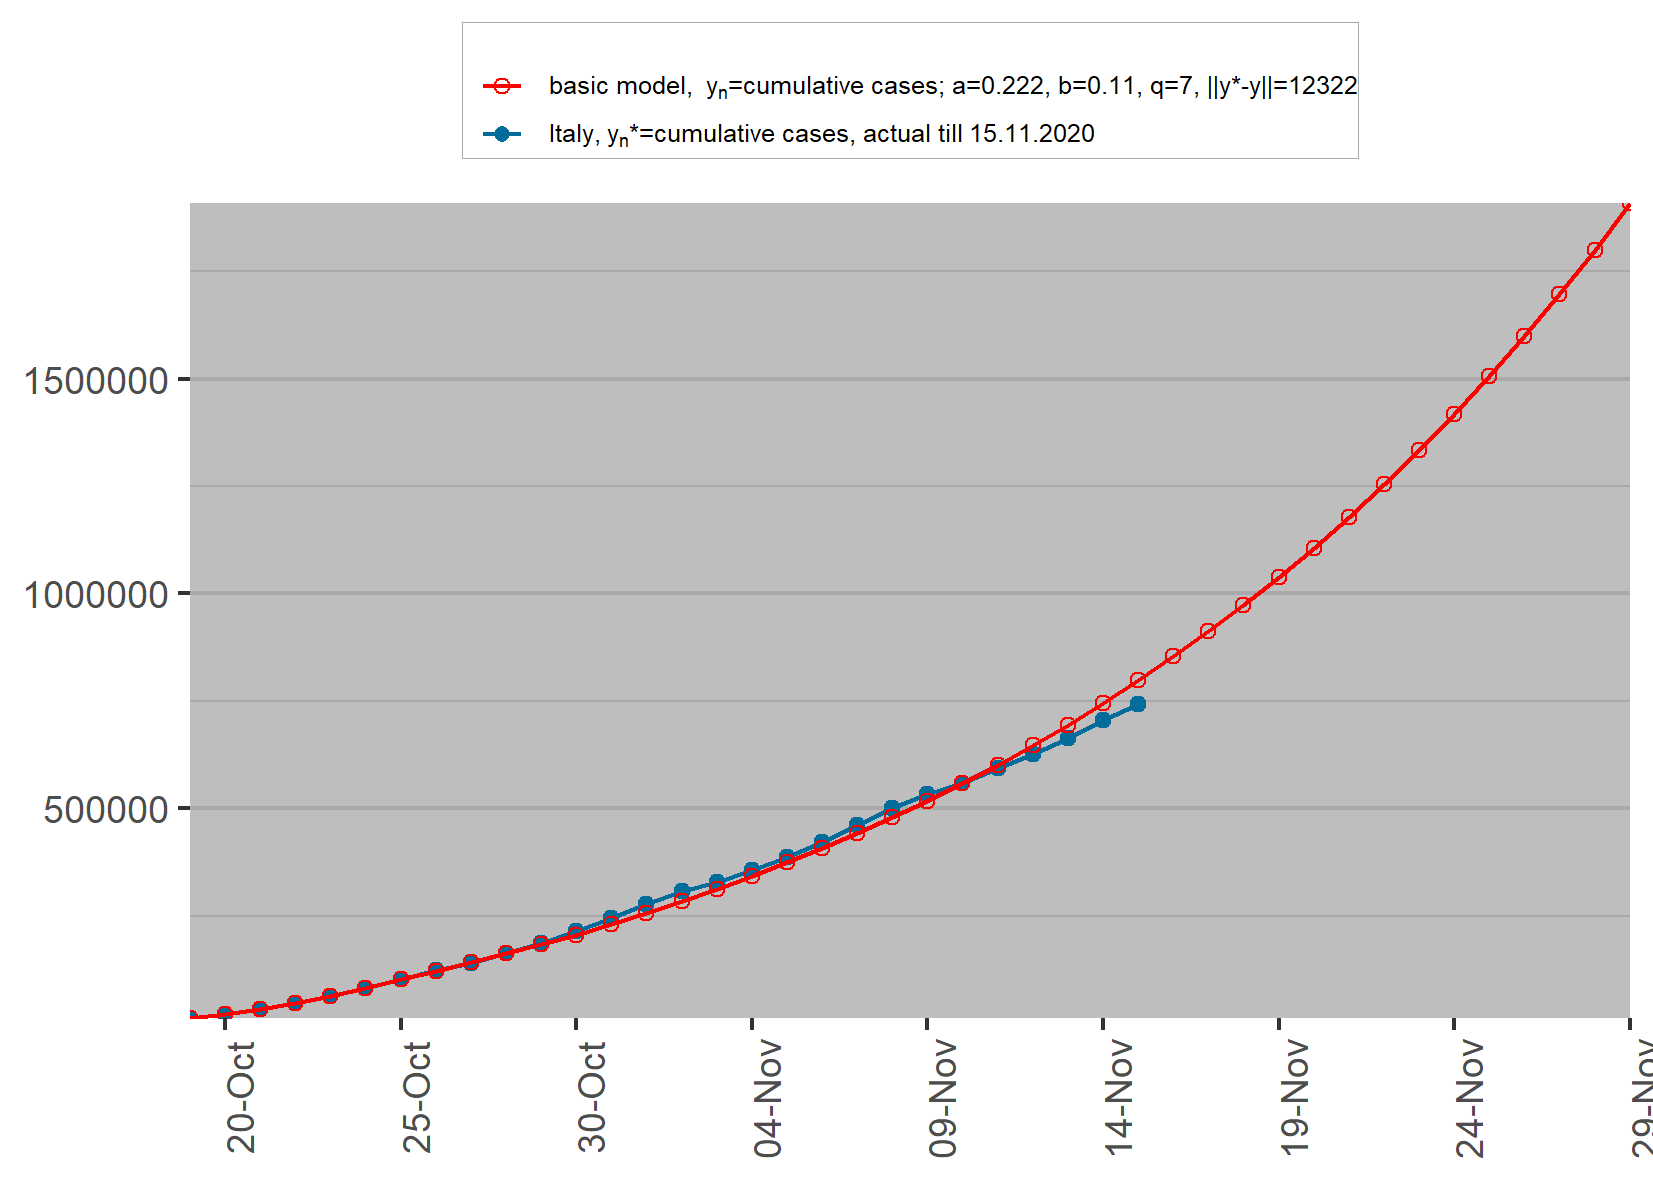 basic model,  yn=cumulative cases; a=0.222, b=0.11, q=7, ||y*-y||=12322
Italy, yn*=cumulative cases, actual till 15.11.2020
1500000
1000000
500000
20-Oct
25-Oct
30-Oct
04-Nov
09-Nov
14-Nov
19-Nov
24-Nov
29-Nov